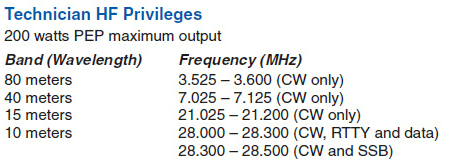 Technician HF Privileges
200 watts PEP maximum output
Band (Wavelength) Frequency (MHz)
80 meters 3.525 – 3.600 (CW only)
40 meters 7.025 – 7.125 (CW only)
15 meters 21.025 – 21.200 (CW only)
10 meters 28.000 – 28.300 (CW, RTTY and data)
28.300 – 28.500 (CW and SSB)